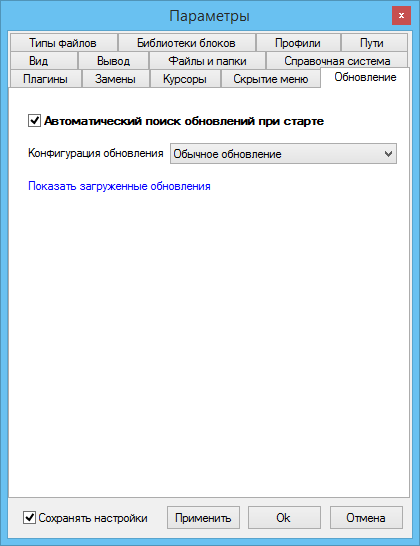 Параметры
x
Типы файлов Библиотеки блоков Профили Пути
Вид Вывод Файлы и папки Справочная система
Плагины Замены Курсоры Скрытие меню Обновление
Автоматический поиск обновлений при старте
Конфигурация обновления Обычное обновление
Показать загруженные обновления
Сохранять настройки Применить Ok Отмена